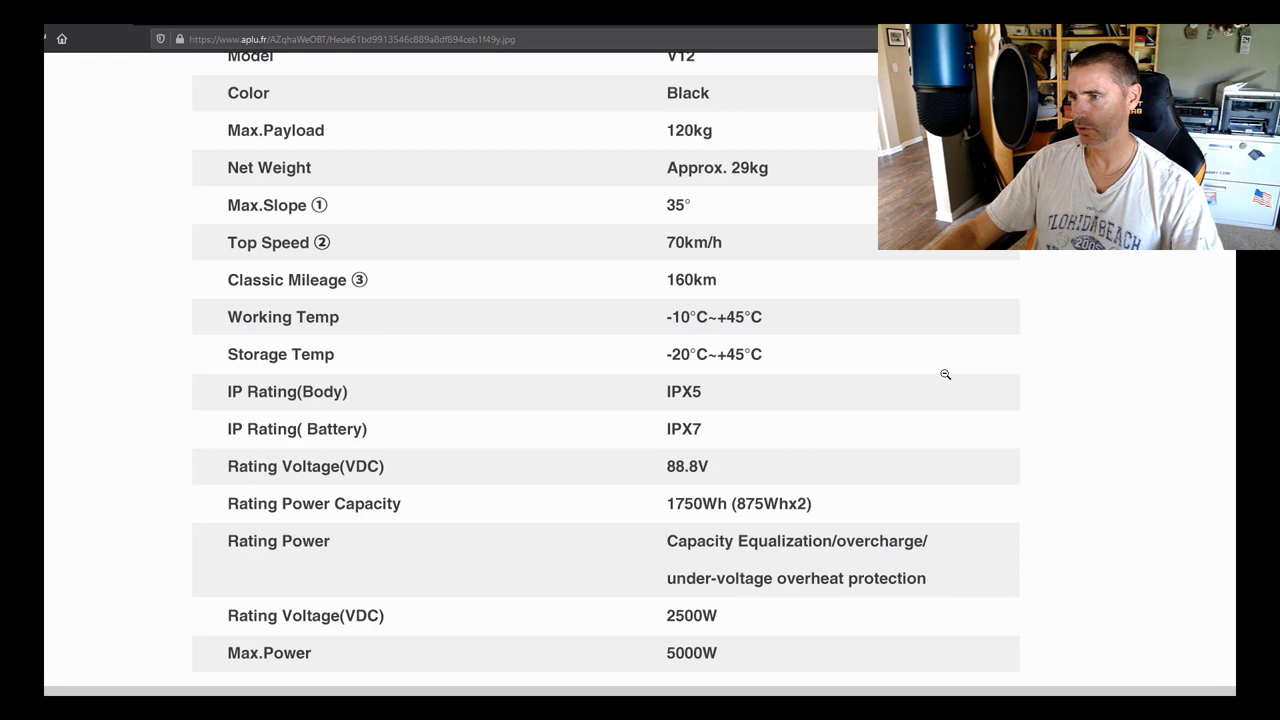 https://www.aplu.fr/AZqhaWeOBT/Hede61bd9913546c889a8df894ceb1f49y.jpg
Model V12
Color Black
Max.Payload 120kg
Net Weight Approx. 29kg
Max.Slope ① 35°
Top Speed ② 70km/h
Classic Mileage ③ 160km
Working Temp -10°C~+45°C
Storage Temp -20°C~+45°C
IP Rating(Body) IPX5
IP Rating( Battery) IPX7
Rating Voltage(VDC) 88.8V
Rating Power Capacity 1750Wh (875Whx2)
Rating Power Capacity Equalization/overcharge/
under-voltage overheat protection
Rating Voltage(VDC) 2500W
Max.Power 5000W
FLORIDA BEACH
2005